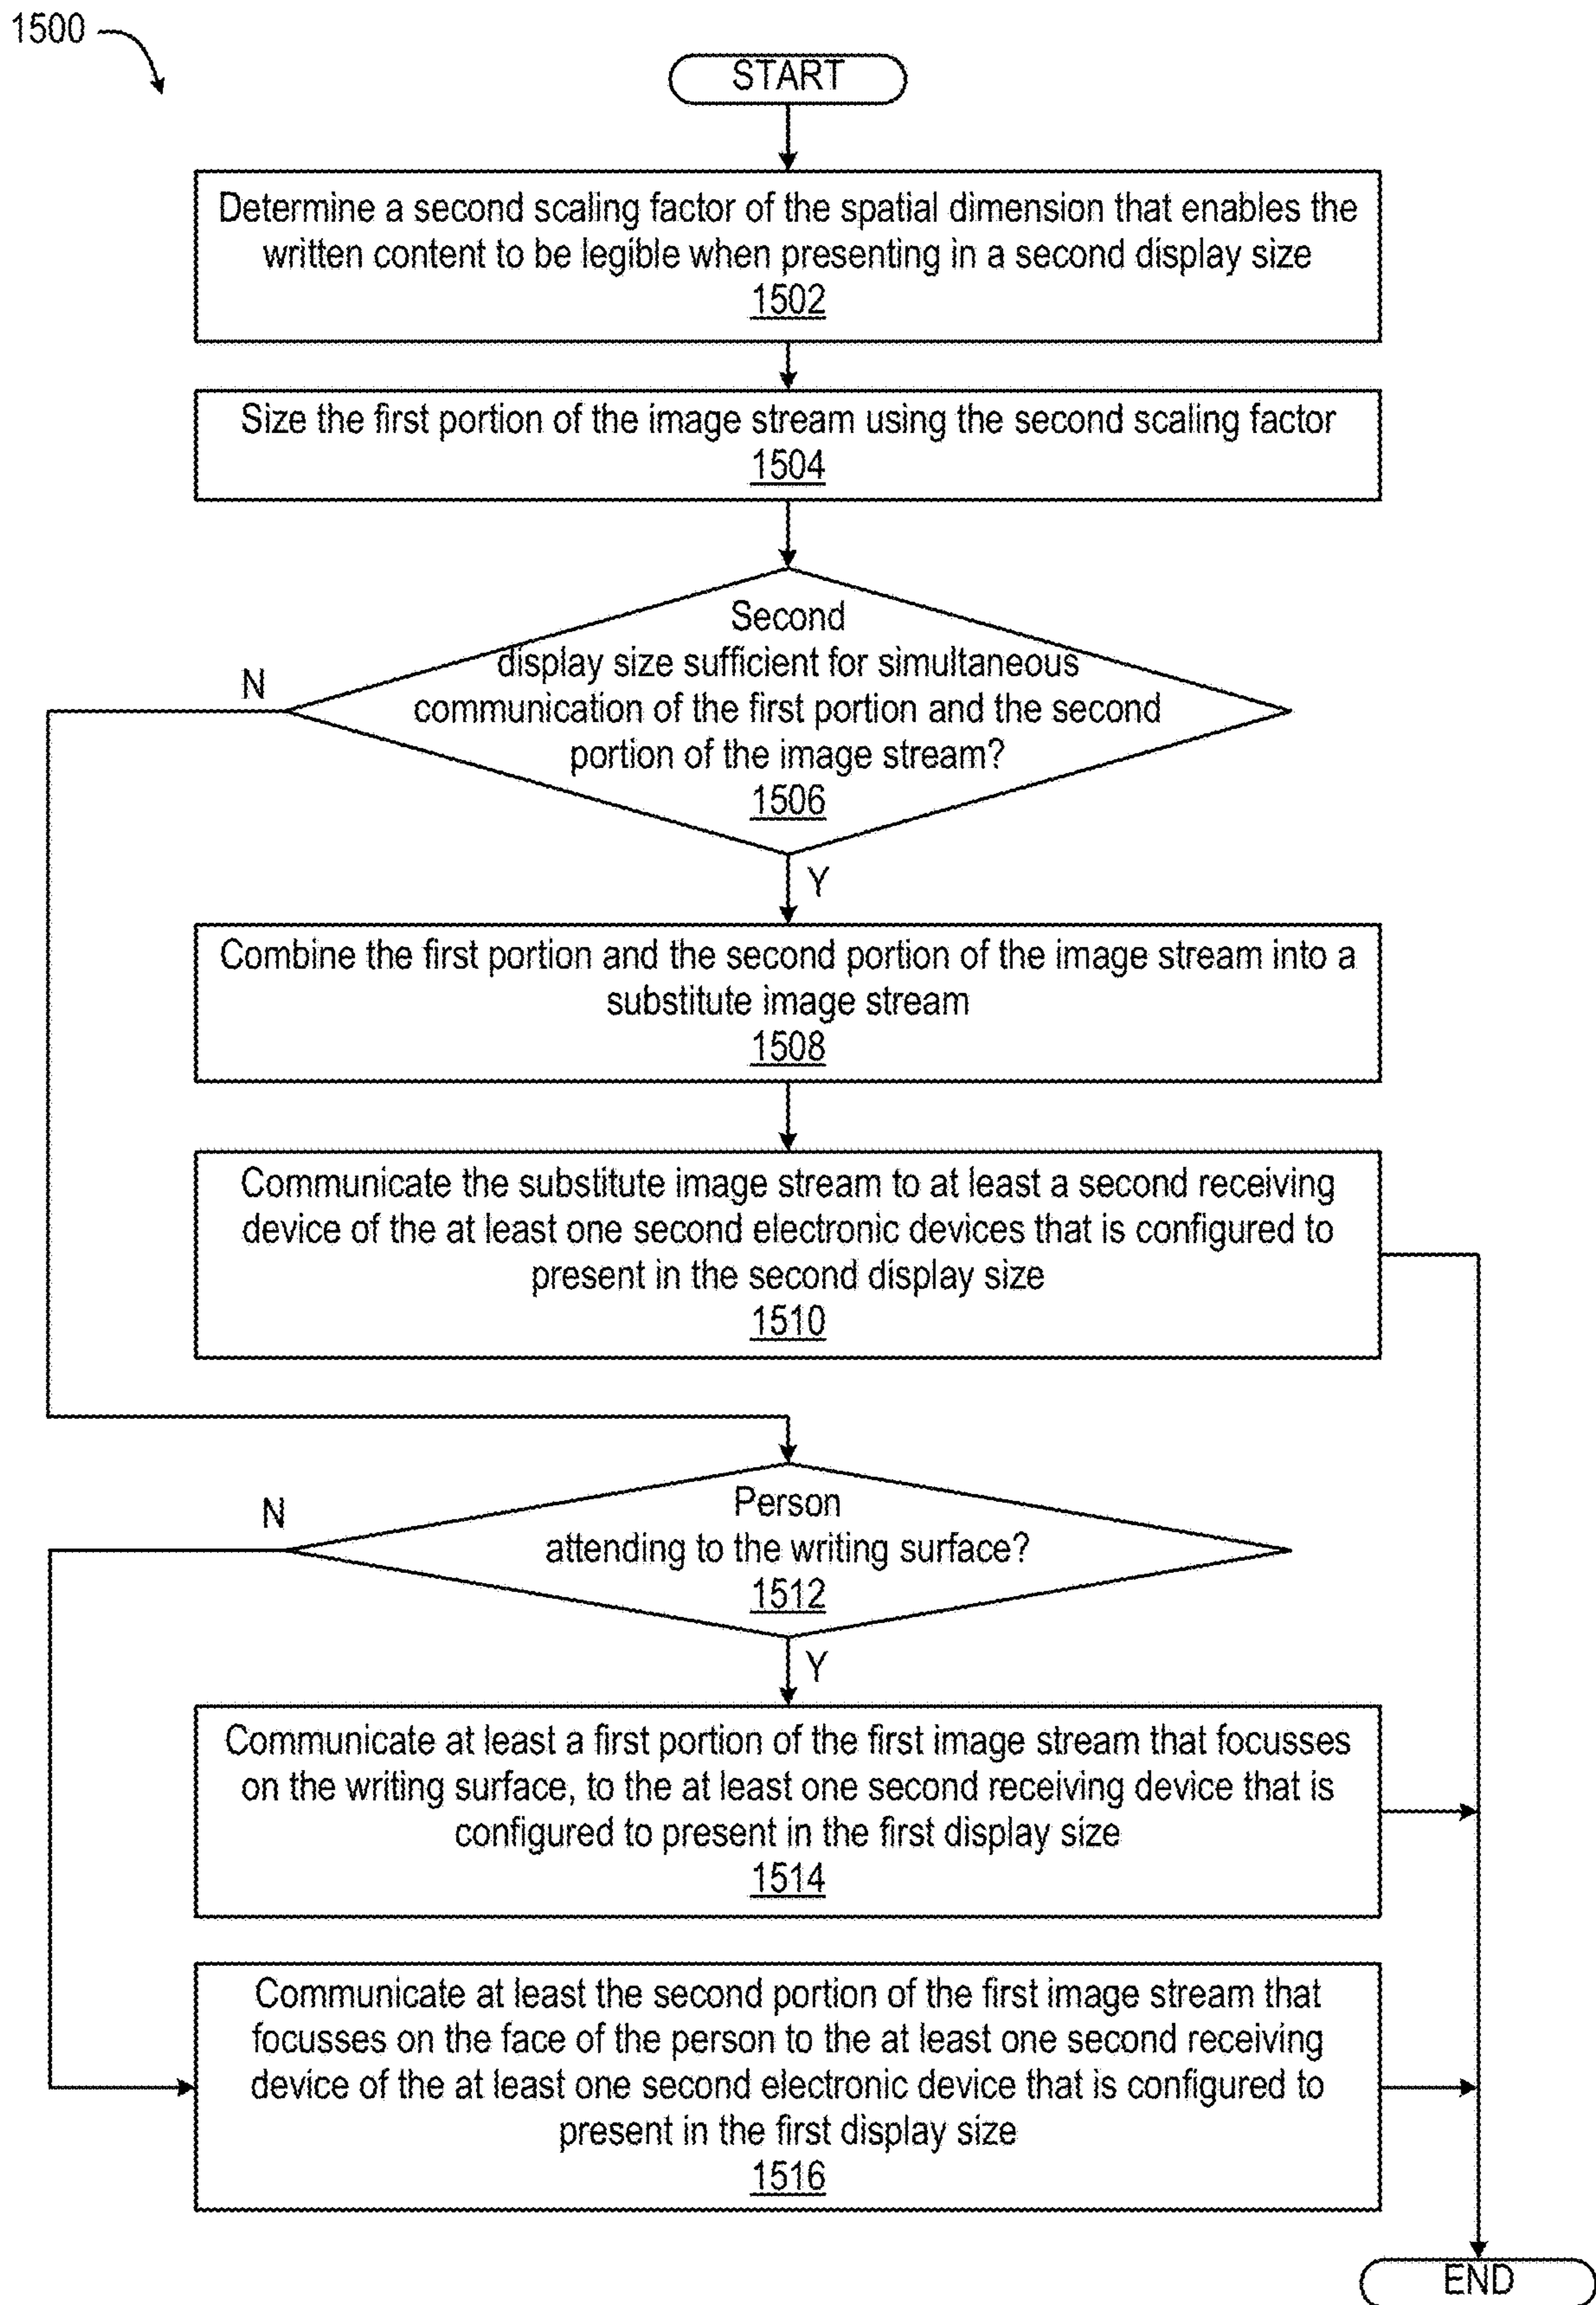 1500
START
Determine a second scaling factor of the spatial dimension that enables the
written content to be legible when presenting in a second display size
1502
Size the first portion of the image stream using the second scaling factor
1504
Second
display size sufficient for simultaneous
communication of the first portion and the second
portion of the image stream?
1506
N
Y
Combine the first portion and the second portion of the image stream into a
substitute image stream
1508
Communicate the substitute image stream to at least a second receiving
device of the at least one second electronic devices that is configured to
present in the second display size
1510
Person
attending to the writing surface?
1512
N
Y
Communicate at least a first portion of the first image stream that focusses
on the writing surface, to the at least one second receiving device that is
configured to present in the first display size
1514
Communicate at least the second portion of the first image stream that
focusses on the face of the person to the at least one second receiving
device of the at least one second electronic device that is configured to
present in the first display size
1516
END